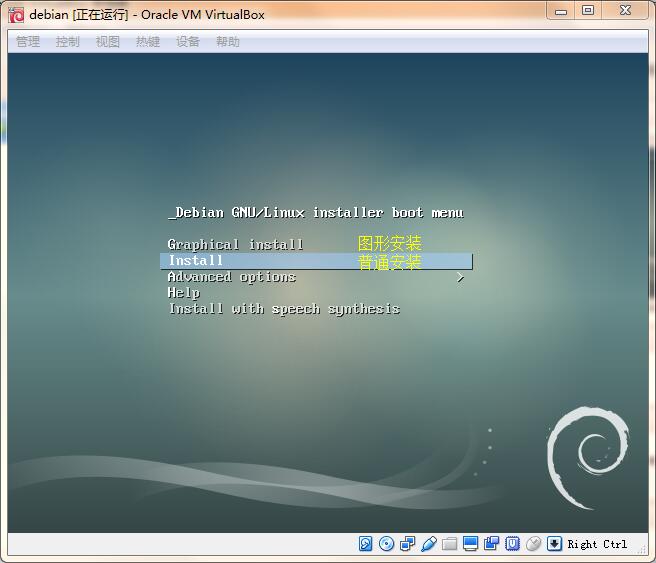 debian [正在运行] - Oracle VM VirtualBox
管理 控制 视图 热键 设备 帮助
_Debian GNU/Linux installer boot menu
Graphical install 图形安装
Install 普通安装
Advanced options >
Help
Install with speech synthesis
Right Ctrl